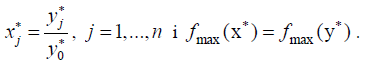 x*_j = y*_j / y*_0 , j = 1,...,n i f_max(x*) = f_max(y*) .